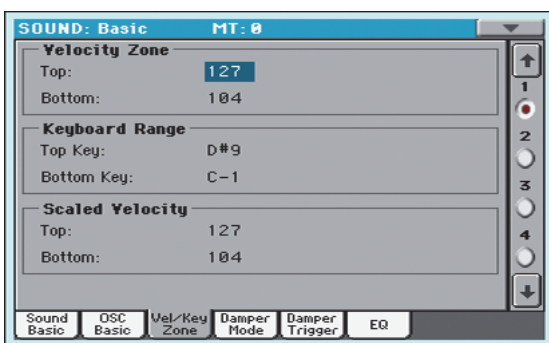 SOUND: Basic MT: 0
Velocity Zone
Top: 127
Bottom: 104
Keyboard Range
Top Key: D#9
Bottom Key: C-1
Scaled Velocity
Top: 127
Bottom: 104
1
2
3
4
Sound Basic
OSC Basic
Vel/Key Zone
Damper Mode
Damper Trigger
EQ